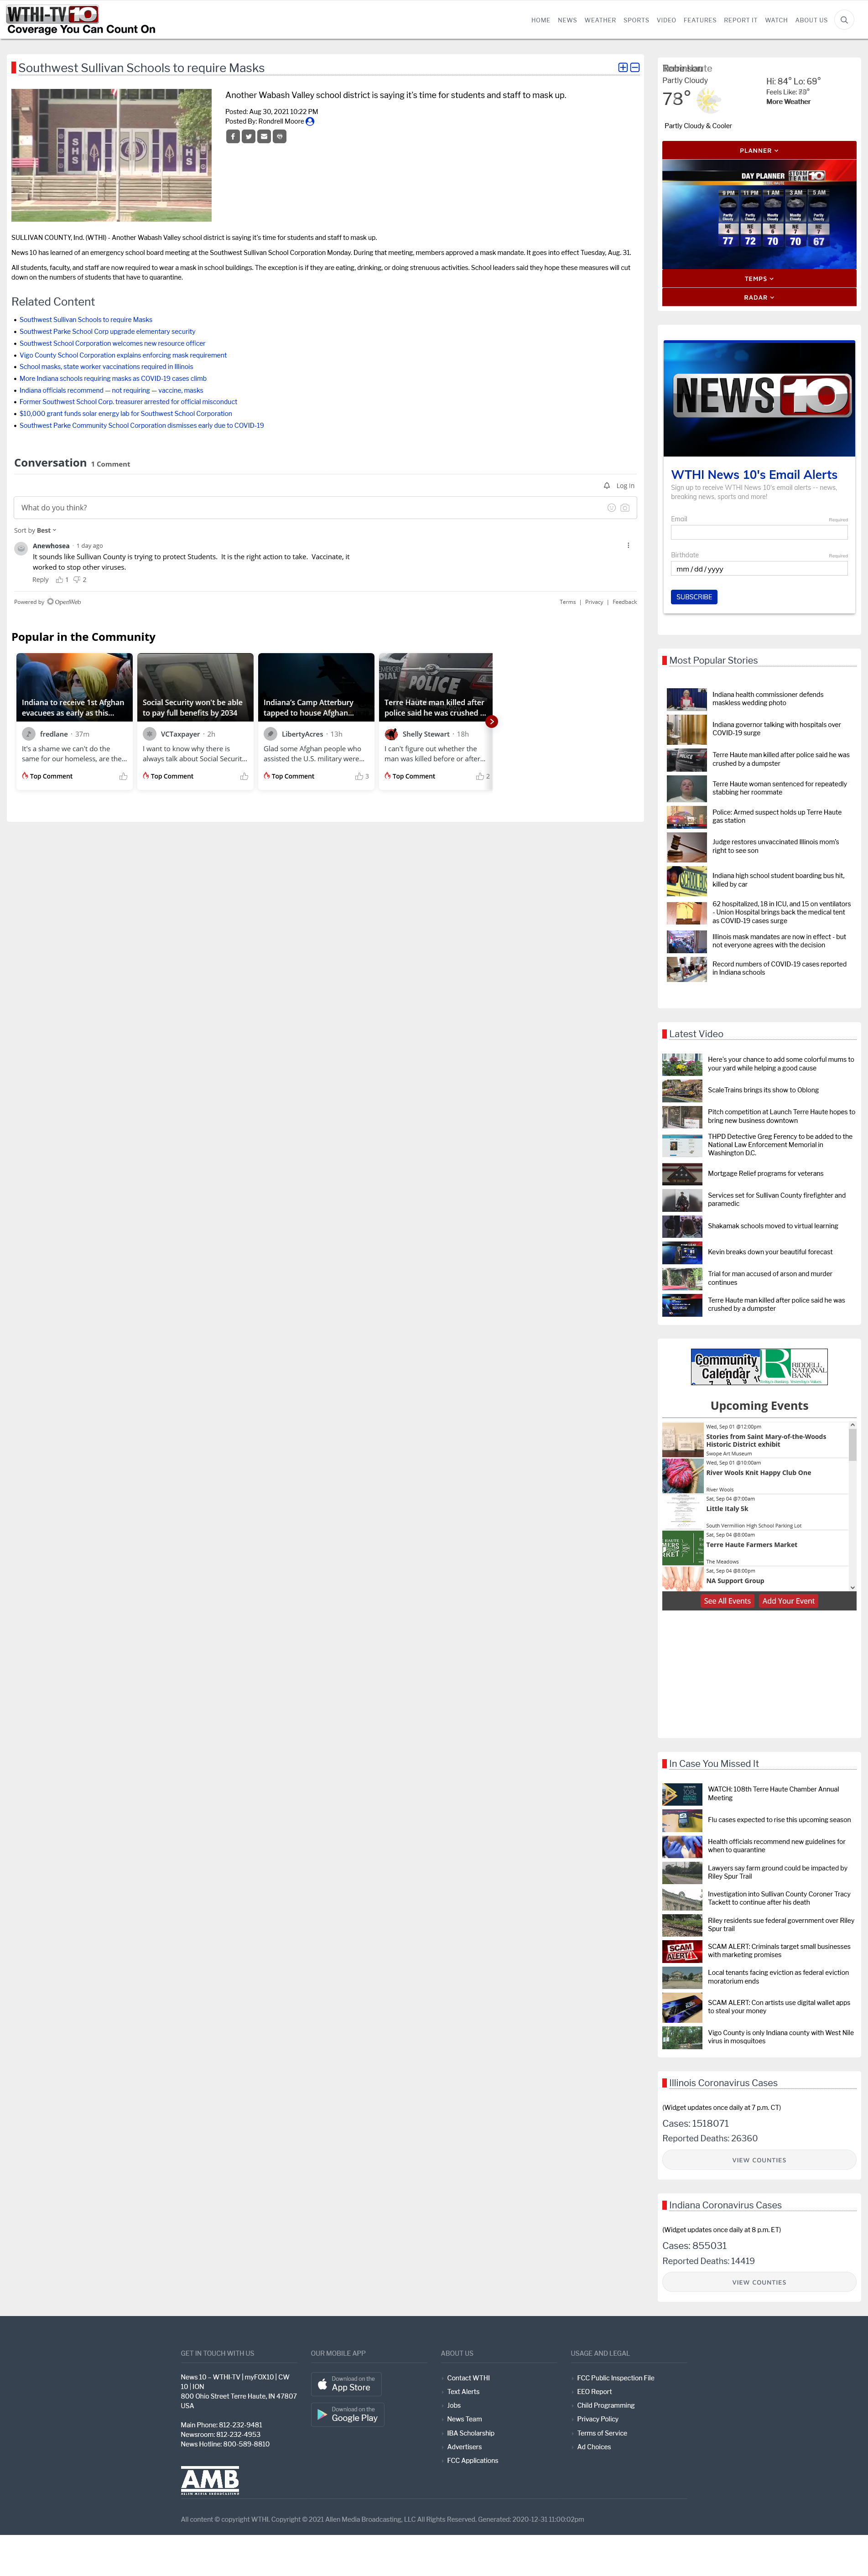 WTHI-TV 10
Coverage You Can Count On
HOME NEWS WEATHER SPORTS VIDEO FEATURES REPORT IT WATCH ABOUT US
Southwest Sullivan Schools to require Masks
Another Wabash Valley school district is saying it's time for students and staff to mask up.
Posted: Aug 30, 2021 10:22 PM
Posted By: Rondrell Moore
SHS
SULLIVAN COUNTY, Ind. (WTHI) - Another Wabash Valley school district is saying it's time for students and staff to mask up.
News 10 has learned of an emergency school board meeting at the Southwest Sullivan School Corporation Monday. During that meeting, members approved a mask mandate. It goes into effect Tuesday, Aug. 31.
All students, faculty, and staff are now required to wear a mask in school buildings. The exception is if they are eating, drinking, or doing strenuous activities. School leaders said they hope these measures will cut
down on the numbers of students that have to quarantine.
Related Content
Southwest Sullivan Schools to require Masks
Southwest Parke School Corp upgrade elementary security
Southwest School Corporation welcomes new resource officer
Vigo County School Corporation explains enforcing mask requirement
School masks, state worker vaccinations required in Illinois
More Indiana schools requiring masks as COVID-19 cases climb
Indiana officials recommend — not requiring — vaccine, masks
Former Southwest School Corp. treasurer arrested for official misconduct
$10,000 grant funds solar energy lab for Southwest School Corporation
Southwest Parke Community School Corporation dismisses early due to COVID-19
Conversation 1 Comment
Log In
What do you think?
Sort by Best
Anewhosea · 1 day ago
It sounds like Sullivan County is trying to protect Students. It is the right action to take. Vaccinate, it
worked to stop other viruses.
Reply 1 2
Powered by OpenWeb
Terms | Privacy | Feedback
Popular in the Community
Indiana to receive 1st Afghan
evacuees as early as this...
fredlane · 37m
It's a shame we can't do the
same for our homeless, are the...
Top Comment
Social Security won't be able
to pay full benefits by 2034
VCTaxpayer · 2h
I want to know why there is
always talk about Social Securit...
Top Comment
Indiana's Camp Atterbury
tapped to house Afghan...
LibertyAcres · 13h
Glad some Afghan people who
assisted the U.S. military were...
Top Comment 3
POLICE
Terre Haute man killed after
police said he was crushed ...
Shelly Stewart · 18h
I can't figure out whether the
man was killed before or after...
Top Comment 2
Partly Cloudy
73°
Hi: 84° Lo: 69°
Feels Like:
More Weather
Partly Cloudy & Cooler
PLANNER
DAY PLANNER STORM TEAM 10
9 PM 11 PM 1 AM 3 AM 5 AM
Partly Cloudy Partly Cloudy Partly Cloudy Partly Cloudy Partly Cloudy
77 72 70 70 67
TEMPS
RADAR
NEWS 10
WTHI News 10's Email Alerts
Sign up to receive WTHI News 10's email alerts -- news,
breaking news, sports and more!
Email Required
Birthdate Required
mm/dd/yyyy
SUBSCRIBE
Most Popular Stories
Indiana health commissioner defends
maskless wedding photo
Indiana governor talking with hospitals over
COVID-19 surge
Terre Haute man killed after police said he was
crushed by a dumpster
Terre Haute woman sentenced for repeatedly
stabbing her roommate
Police: Armed suspect holds up Terre Haute
gas station
Judge restores unvaccinated Illinois mom's
right to see son
Indiana high school student boarding bus hit,
killed by car
62 hospitalized, 18 in ICU, and 15 on ventilators
- Union Hospital brings back the medical tent
as COVID-19 cases surge
Illinois mask mandates are now in effect - but
not everyone agrees with the decision
Record numbers of COVID-19 cases reported
in Indiana schools
Latest Video
Here's your chance to add some colorful mums to
your yard while helping a good cause
ScaleTrains brings its show to Oblong
Pitch competition at Launch Terre Haute hopes to
bring new business downtown
THPD Detective Greg Ferency to be added to the
National Law Enforcement Memorial in
Washington D.C.
Mortgage Relief programs for veterans
Services set for Sullivan County firefighter and
paramedic
Shakamak schools moved to virtual learning
Kevin breaks down your beautiful forecast
Trial for man accused of arson and murder
continues
Terre Haute man killed after police said he was
crushed by a dumpster
Community Calendar
RIDDELL NATIONAL BANK
Upcoming Events
Wed, Sep 01 @12:00pm
Stories from Saint Mary-of-the-Woods
Historic District exhibit
Swope Art Museum
Wed, Sep 01 @10:00am
River Wools Knit Happy Club One
River Wools
Sat, Sep 04 @7:00am
Little Italy 5k
South Vermillion High School Parking Lot
Sat, Sep 04 @8:00am
Terre Haute Farmers Market
The Meadows
Sat, Sep 04 @8:00pm
NA Support Group
See All Events Add Your Event
In Case You Missed It
WATCH: 108th Terre Haute Chamber Annual
Meeting
Flu cases expected to rise this upcoming season
Health officials recommend new guidelines for
when to quarantine
Lawyers say farm ground could be impacted by
Riley Spur Trail
Investigation into Sullivan County Coroner Tracy
Tackett to continue after his death
Riley residents sue federal government over Riley
Spur trail
SCAM ALERT!
SCAM ALERT: Criminals target small businesses
with marketing promises
Local tenants facing eviction as federal eviction
moratorium ends
SCAM ALERT: Con artists use digital wallet apps
to steal your money
Vigo County is only Indiana county with West Nile
virus in mosquitoes
Illinois Coronavirus Cases
(Widget updates once daily at 7 p.m. CT)
Cases: 1518071
Reported Deaths: 26360
VIEW COUNTIES
Indiana Coronavirus Cases
(Widget updates once daily at 8 p.m. ET)
Cases: 855031
Reported Deaths: 14419
VIEW COUNTIES
GET IN TOUCH WITH US
News 10 – WTHI-TV | myFOX10 | CW
10 | ION
800 Ohio Street Terre Haute, IN 47807
USA
Main Phone: 812-232-9481
Newsroom: 812-232-4953
News Hotline: 800-589-8810
OUR MOBILE APP
Download on the
App Store
Download on the
Google Play
ABOUT US
Contact WTHI
Text Alerts
Jobs
News Team
IBA Scholarship
Advertisers
FCC Applications
USAGE AND LEGAL
FCC Public Inspection File
EEO Report
Child Programming
Privacy Policy
Terms of Service
Ad Choices
AMB
ALLEN MEDIA BROADCASTING
All content © copyright WTHI. Copyright © 2021 Allen Media Broadcasting, LLC All Rights Reserved. Generated: 2020-12-31 11:00:02pm